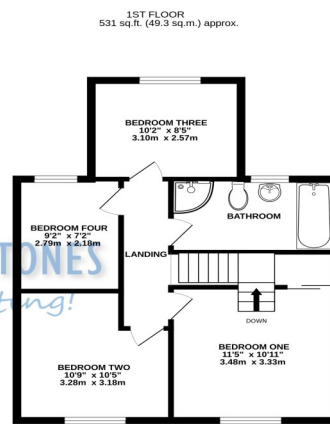 1ST FLOOR
531 sq.ft. (49.3 sq.m.) approx.
BEDROOM THREE
10'2" x 8'5"
3.10m x 2.57m
BEDROOM FOUR
9'2" x 7'2"
2.79m x 2.18m
BATHROOM
LANDING
TONES
DOWN
BEDROOM TWO
10'9" x 10'5"
3.28m x 3.18m
BEDROOM ONE
11'5" x 10'11"
3.48m x 3.33m